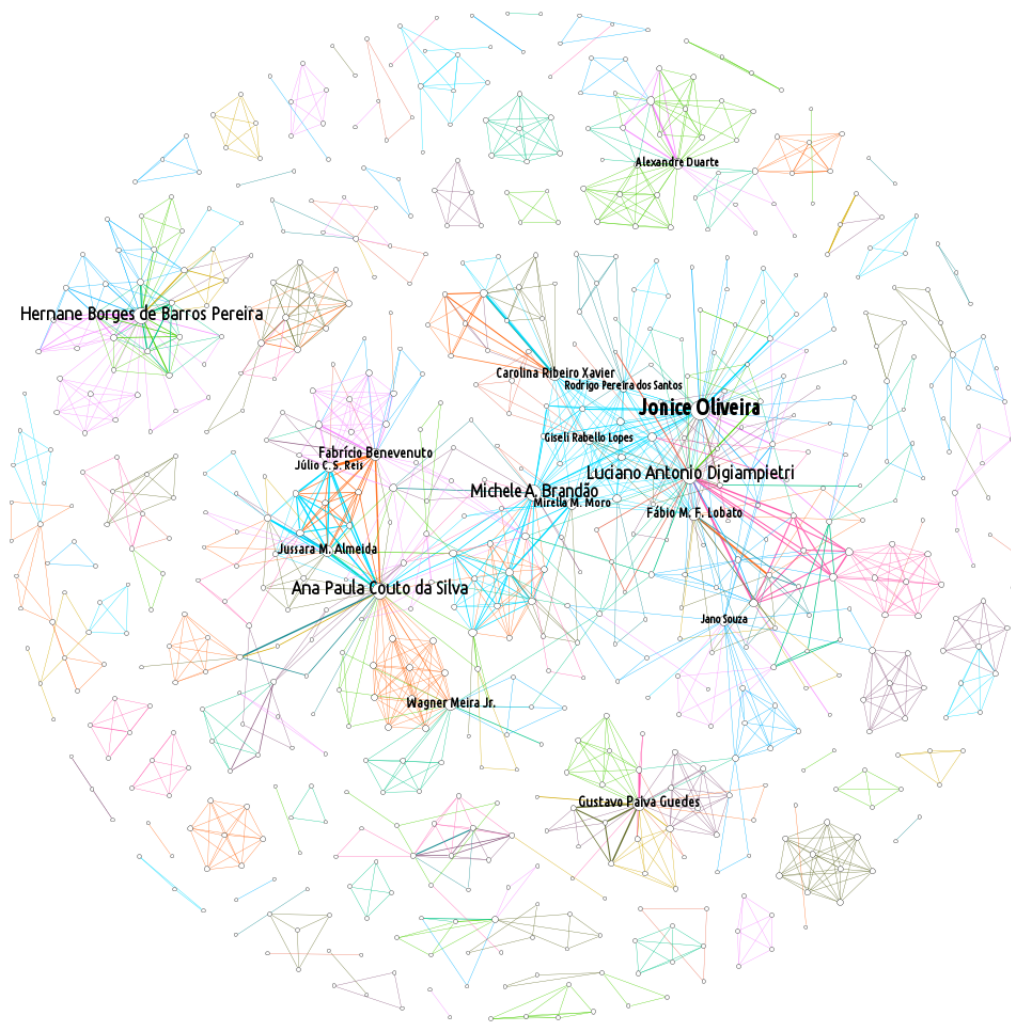 Alexandre Duarte
Hernane Borges de Barros Pereira
Carolina Ribeiro Xavier
Rodrigo Pereira dos Santos
Jonice Oliveira
Giseli Rabello Lopes
Fabrício Benevenuto
Júlio C. S. Reis
Luciano Antonio Digiampietri
Michele A. Brandão
Mirella M. Moro
Fábio M. F. Lobato
Jussara M. Almeida
Ana Paula Couto da Silva
Jano Souza
Wagner Meira Jr.
Gustavo Paiva Guedes